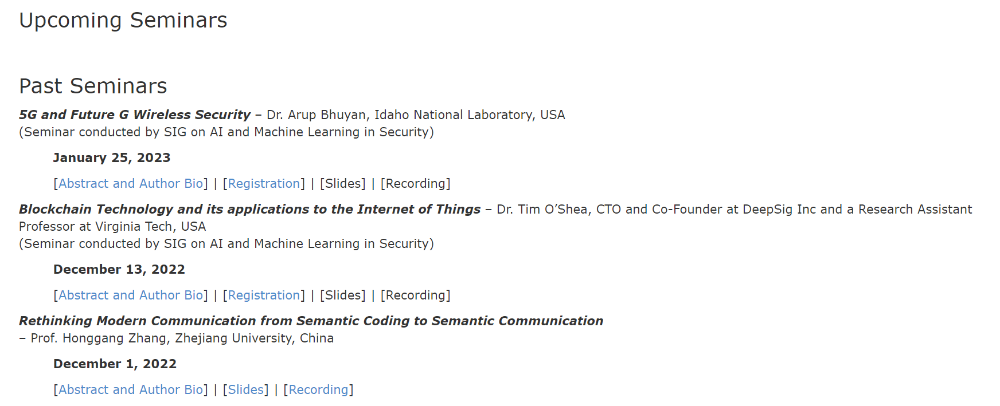 Upcoming Seminars
Past Seminars
5G and Future G Wireless Security – Dr. Arup Bhuyan, Idaho National Laboratory, USA
(Seminar conducted by SIG on AI and Machine Learning in Security)
January 25, 2023
[Abstract and Author Bio] | [Registration] | [Slides] | [Recording]
Blockchain Technology and its applications to the Internet of Things – Dr. Tim O’Shea, CTO and Co-Founder at DeepSig Inc and a Research Assistant
Professor at Virginia Tech, USA
(Seminar conducted by SIG on AI and Machine Learning in Security)
December 13, 2022
[Abstract and Author Bio] | [Registration] | [Slides] | [Recording]
Rethinking Modern Communication from Semantic Coding to Semantic Communication
– Prof. Honggang Zhang, Zhejiang University, China
December 1, 2022
[Abstract and Author Bio] | [Slides] | [Recording]